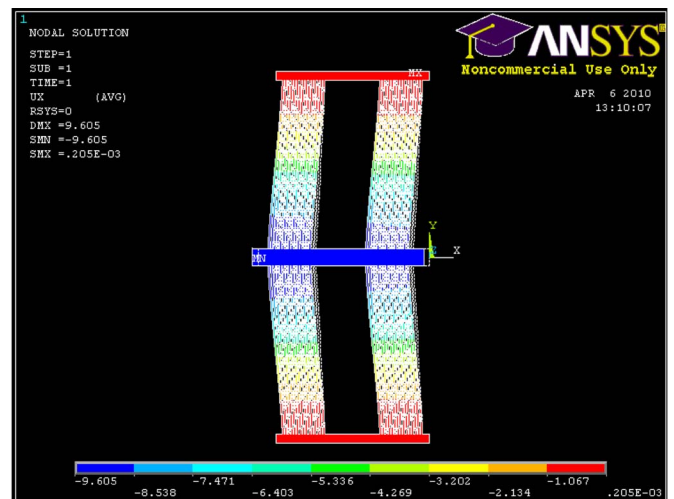 1
NODAL SOLUTION
STEP=1
SUB =1
TIME=1
UX (AVG)
RSYS=0
DMX =9.605
SMN =-9.605
SMX =.205E-03
ANSYS®
Noncommercial Use Only
APR 6 2010
13:10:07
MX
Y
Z X
MN
-9.605 -7.471 -5.336 -3.202 -1.067
-8.538 -6.403 -4.269 -2.134 .205E-03